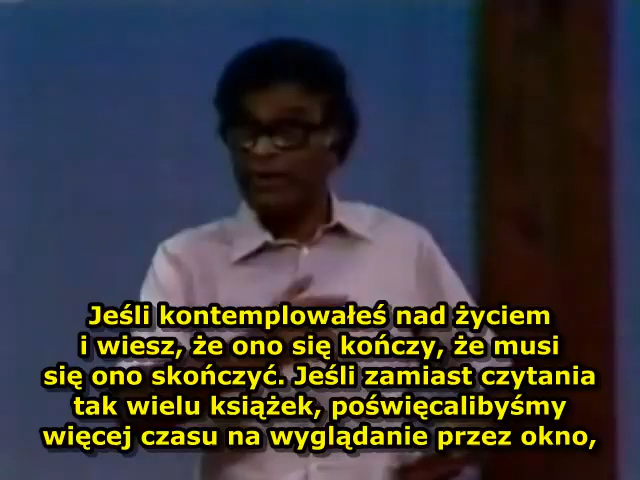 Jeśli kontemplowałeś nad życiem
i wiesz, że ono się kończy, że musi
się ono skończyć. Jeśli zamiast czytania
tak wielu książek, poświęcalibyśmy
więcej czasu na wyglądanie przez okno,